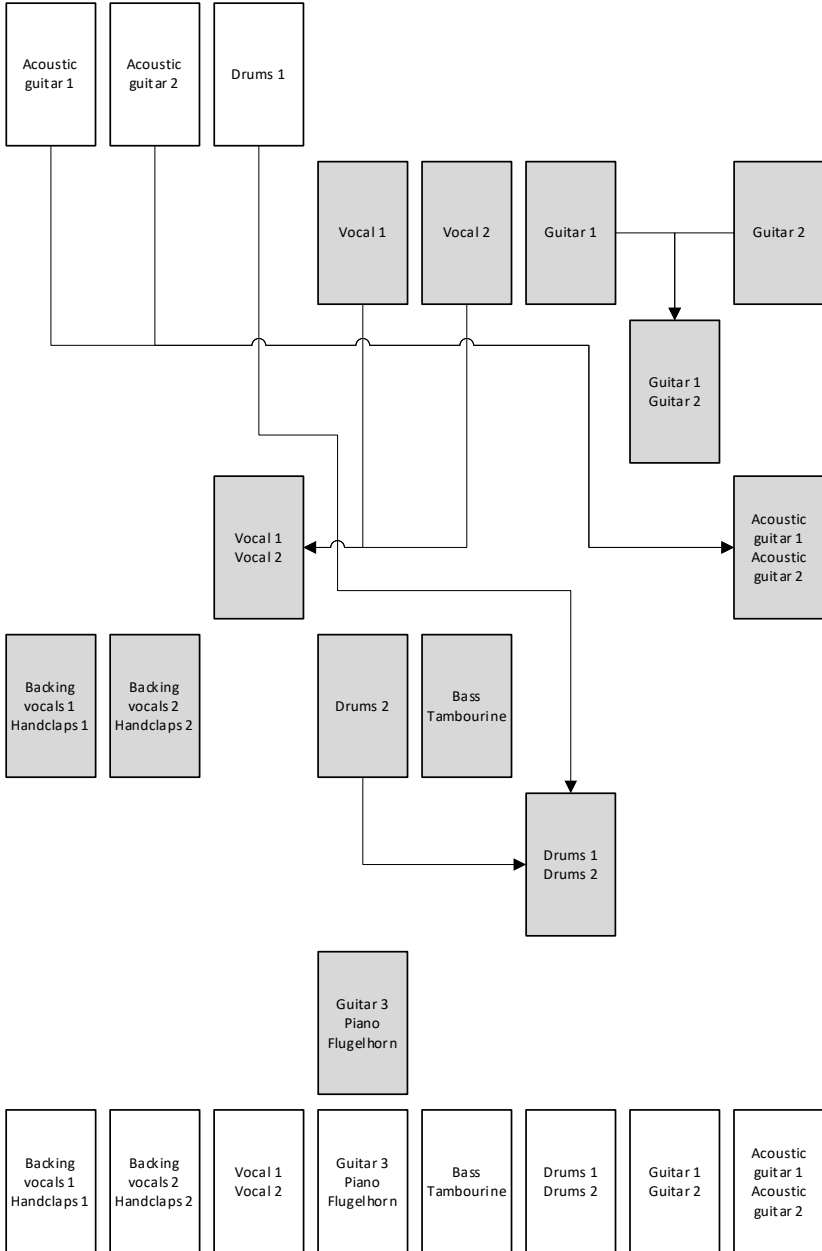 Acoustic
guitar 1
Acoustic
guitar 2
Drums 1
Vocal 1
Vocal 2
Guitar 1
Guitar 2
Guitar 1
Guitar 2
Vocal 1
Vocal 2
Acoustic
guitar 1
Acoustic
guitar 2
Backing
vocals 1
Handclaps 1
Backing
vocals 2
Handclaps 2
Drums 2
Bass
Tambourine
Drums 1
Drums 2
Guitar 3
Piano
Flugelhorn
Backing
vocals 1
Handclaps 1
Backing
vocals 2
Handclaps 2
Vocal 1
Vocal 2
Guitar 3
Piano
Flugelhorn
Bass
Tambourine
Drums 1
Drums 2
Guitar 1
Guitar 2
Acoustic
guitar 1
Acoustic
guitar 2